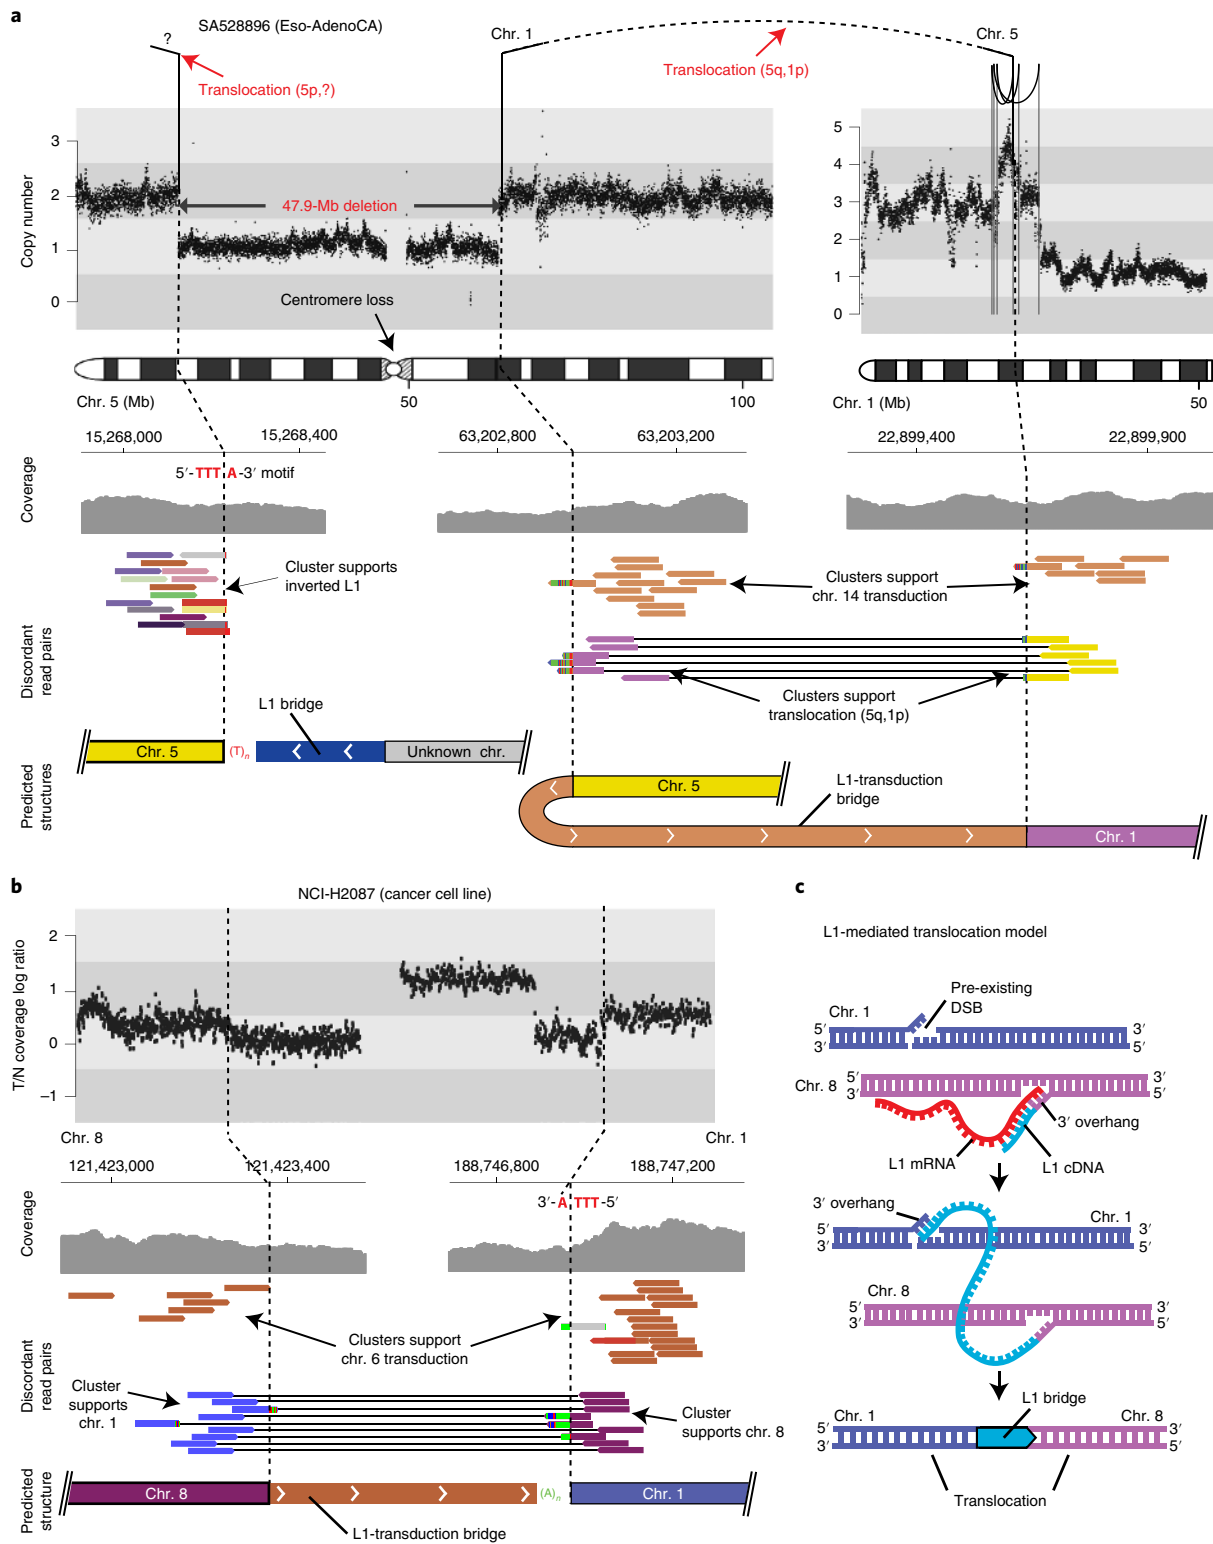 a
SA528896 (Eso-AdenoCA)
?
Chr. 1
Chr. 5
Translocation (5p,?)
Translocation (5q,1p)
Copy number
3
2
1
0
47.9-Mb deletion
Centromere loss
5
4
3
2
1
0
Chr. 5 (Mb)
50
100
Chr. 1 (Mb)
50
15,268,000
15,268,400
63,202,800
63,203,200
22,899,400
22,899,900
5′-TTT A-3′ motif
Coverage
Cluster supports
inverted L1
Clusters support
chr. 14 transduction
Discordant
read pairs
Clusters support
translocation (5q,1p)
L1 bridge
Chr. 5
(T)n
Unknown chr.
Predicted
structures
Chr. 5
L1-transduction
bridge
Chr. 1
b
NCI-H2087 (cancer cell line)
T/N coverage log ratio
2
1
0
−1
Chr. 8
Chr. 1
121,423,000
121,423,400
188,746,800
188,747,200
3′-A TTT-5′
Coverage
Clusters support
chr. 6 transduction
Discordant
read pairs
Cluster
supports
chr. 1
Cluster
supports chr. 8
Predicted
structure
Chr. 8
(A)n
Chr. 1
L1-transduction bridge
c
L1-mediated translocation model
Pre-existing
DSB
Chr. 1
5′
3′
3′
5′
Chr. 8
5′
3′
3′
5′
3′ overhang
L1 mRNA
L1 cDNA
3′ overhang
Chr. 1
5′
3′
3′
5′
Chr. 8
5′
3′
3′
5′
L1 bridge
Chr. 1
Chr. 8
5′
3′
3′
5′
Translocation